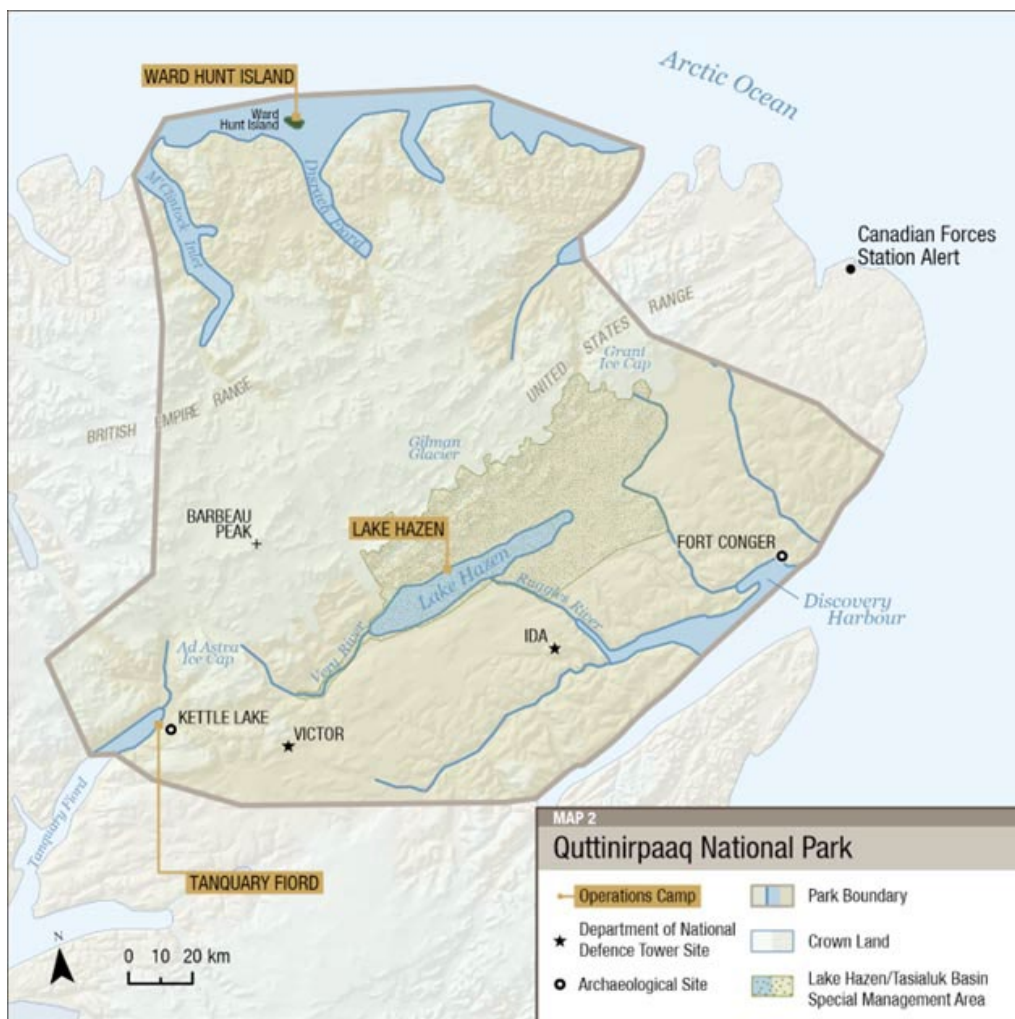 WARD HUNT ISLAND
Arctic Ocean
Ward
Hunt Island
M'Clintock Inlet
Disraeli Fiord
Canadian Forces
Station Alert
UNITED STATES RANGE
Grant
Ice Cap
BRITISH EMPIRE RANGE
Gilman
Glacier
BARBEAU
PEAK
LAKE HAZEN
FORT CONGER
Lake Hazen
Ruggles River
Discovery
Harbour
IDA
Very River
Ad Astra
Ice Cap
KETTLE LAKE
VICTOR
Tanquary Fiord
TANQUARY FIORD
N
0 10 20 km
MAP 2
Quttinirpaaq National Park
Operations Camp
Park Boundary
Department of National
Defence Tower Site
Crown Land
Archaeological Site
Lake Hazen/Tasialuk Basin
Special Management Area